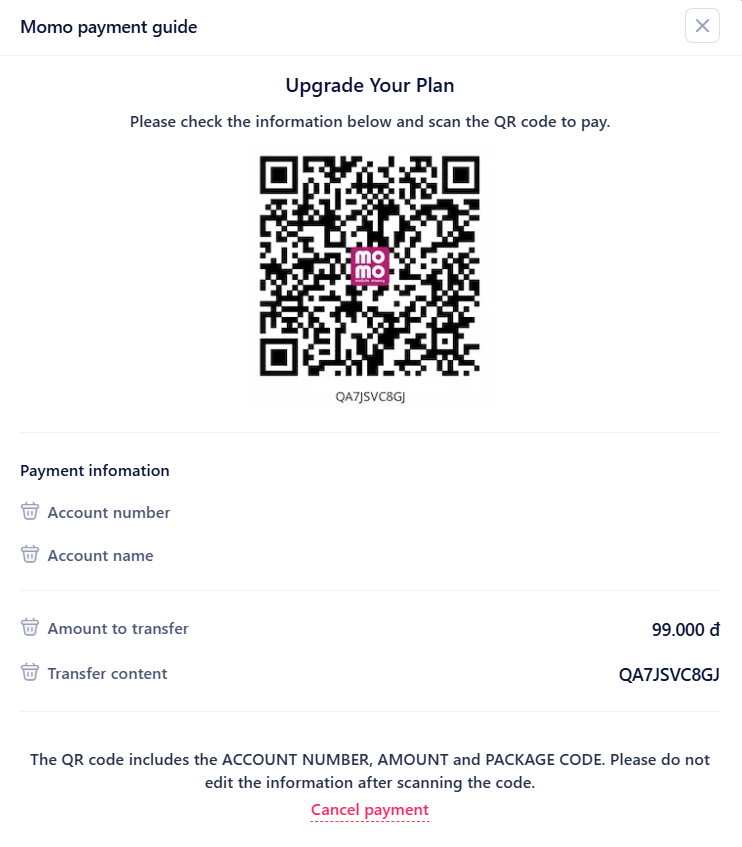 Momo payment guide
Upgrade Your Plan
Please check the information below and scan the QR code to pay.
mo
mo
mobile money
QA7JSVC8GJ
Payment infomation
Account number
Account name
Amount to transfer 99.000 đ
Transfer content QA7JSVC8GJ
The QR code includes the ACCOUNT NUMBER, AMOUNT and PACKAGE CODE. Please do not
edit the information after scanning the code.
Cancel payment